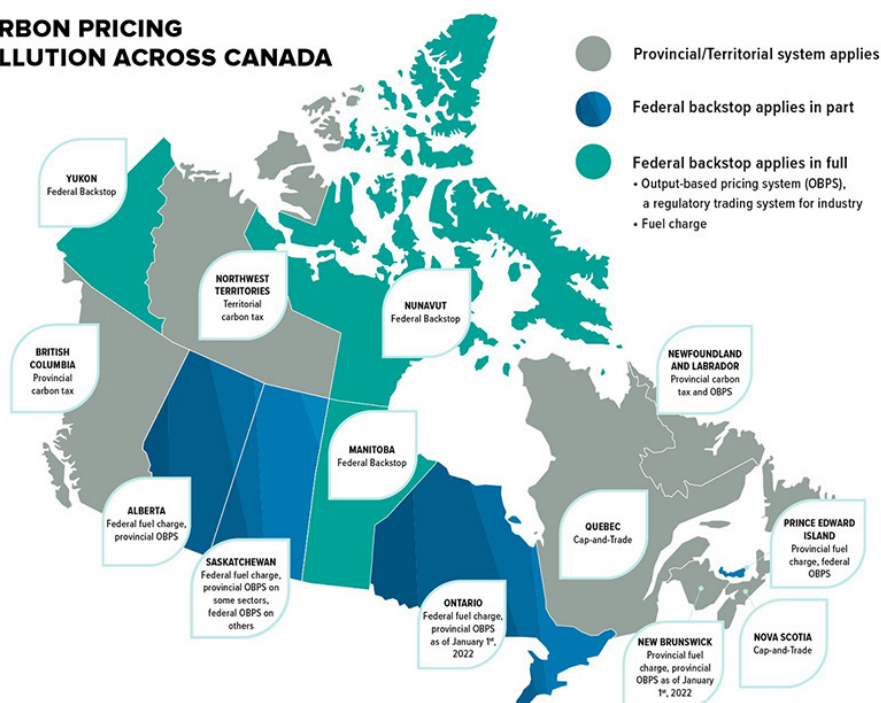 RBON PRICING
LLUTION ACROSS CANADA
Provincial/Territorial system applies
Federal backstop applies in part
Federal backstop applies in full
• Output-based pricing system (OBPS),
a regulatory trading system for industry
• Fuel charge
YUKON
Federal Backstop
NORTHWEST
TERRITORIES
Territorial
carbon tax
NUNAVUT
Federal Backstop
BRITISH
COLUMBIA
Provincial
carbon tax
NEWFOUNDLAND
AND LABRADOR
Provincial carbon
tax and OBPS
MANITOBA
Federal Backstop
ALBERTA
Federal fuel charge,
provincial OBPS
QUEBEC
Cap-and-Trade
PRINCE EDWARD
ISLAND
Provincial fuel
charge, federal
OBPS
SASKATCHEWAN
Federal fuel charge,
provincial OBPS on
some sectors,
federal OBPS on
others
ONTARIO
Federal fuel charge,
provincial OBPS
as of January 1st,
2022
NEW BRUNSWICK
Provincial fuel
charge, provincial
OBPS as of January
1st, 2022
NOVA SCOTIA
Cap-and-Trade